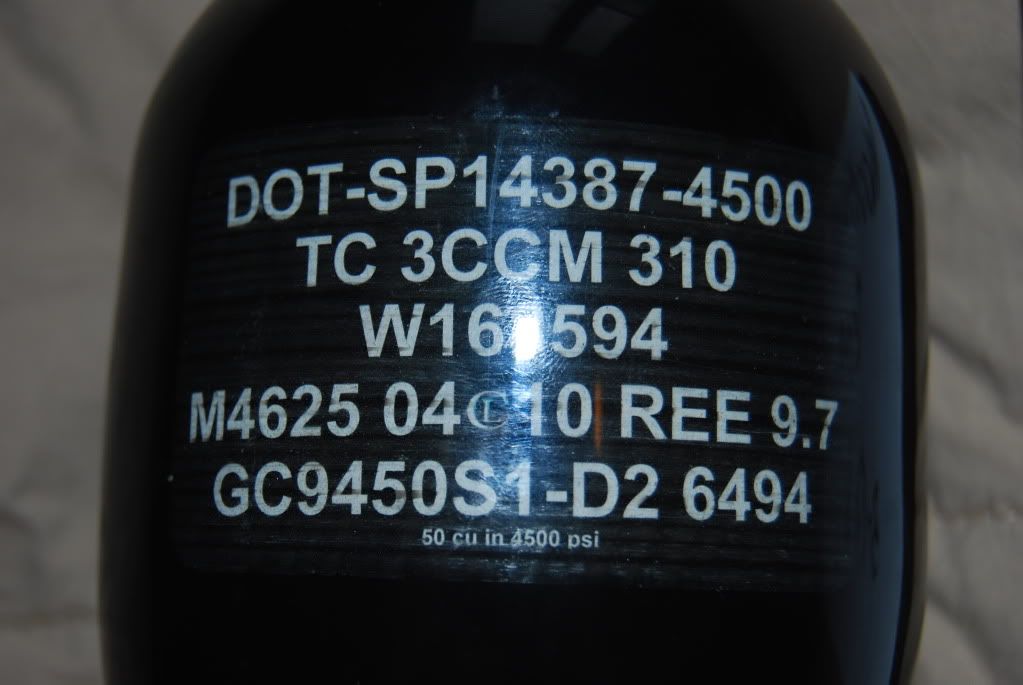 DOT-SP14387-4500
TC 3CCM 310
M4625 04 10 REE 9.7
GC9450S1-D2 6494
50 cu in 4500 psi